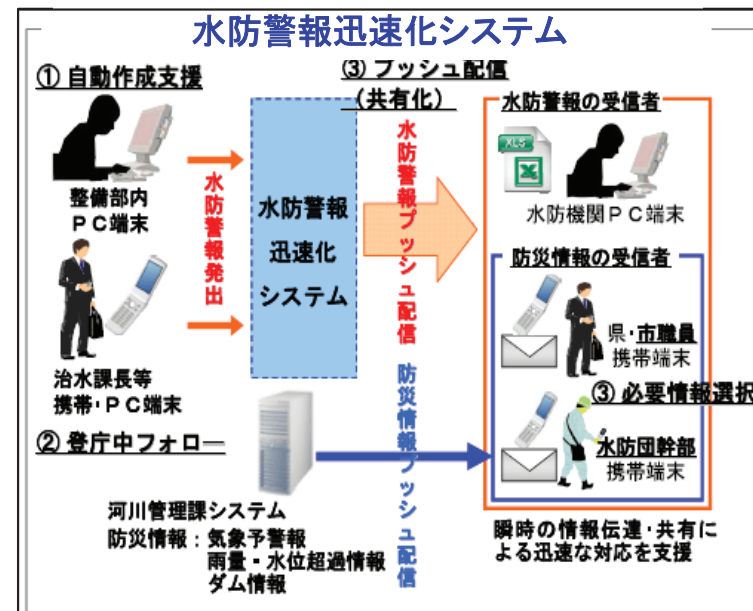 水防警報迅速化システム
① 自動作成支援
整備部内
ＰＣ端末
治水課長等
携帯・ＰＣ端末
② 登庁中フォロー
水防警報発出
水防警報
迅速化
システム
(③) プッシュ配信
（共有化）
水防警報プッシュ配信
防災情報プッシュ配信
河川管理課システム
防災情報：気象予警報
雨量・水位超過情報
ダム情報
水防警報の受信者
XLS
水防機関ＰＣ端末
防災情報の受信者
県・市職員
携帯端末
③ 必要情報選択
水防団幹部
携帯端末
瞬時の情報伝達・共有に
よる迅速な対応を支援